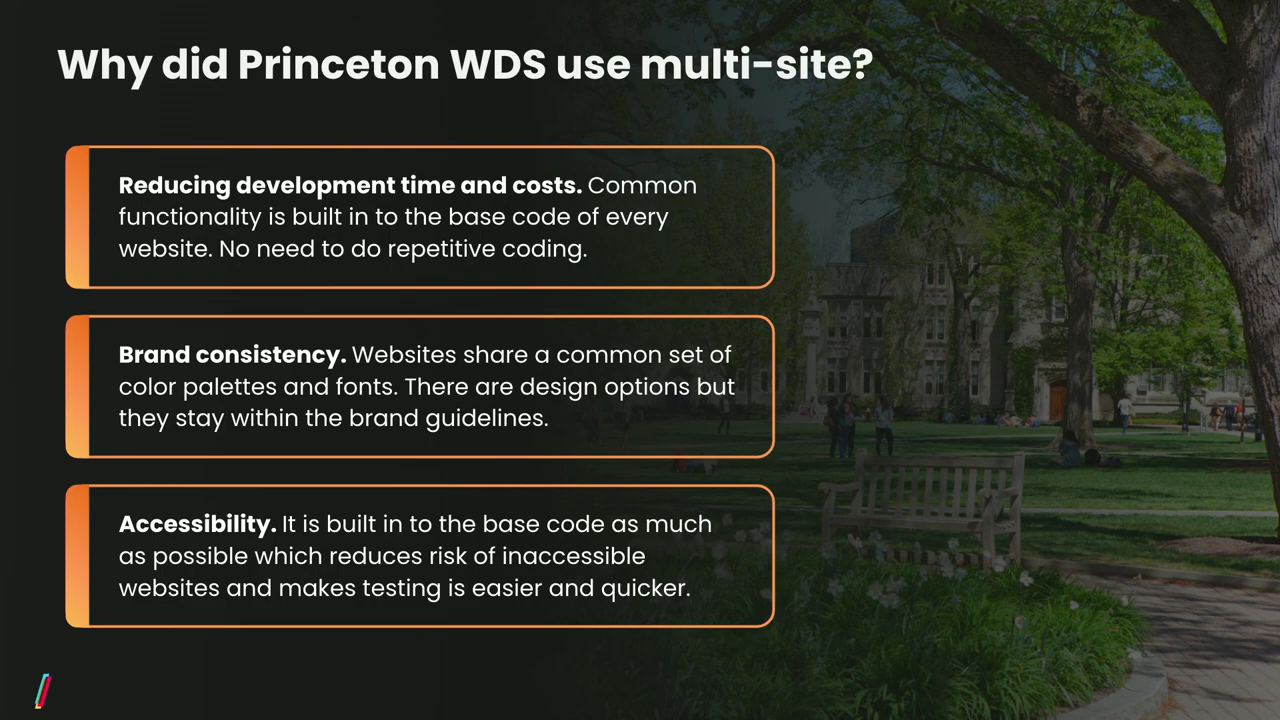 Why did Princeton WDS use multi-site?
Reducing development time and costs. Common
functionality is built in to the base code of every
website. No need to do repetitive coding.
Brand consistency. Websites share a common set of
color palettes and fonts. There are design options but
they stay within the brand guidelines.
Accessibility. It is built in to the base code as much
as possible which reduces risk of inaccessible
websites and makes testing is easier and quicker.